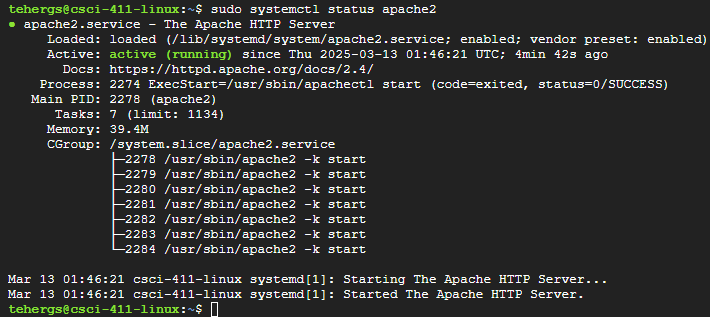 tehergs@csci-411-linux:~$ sudo systemctl status apache2
● apache2.service - The Apache HTTP Server
     Loaded: loaded (/lib/systemd/system/apache2.service; enabled; vendor preset: enabled)
     Active: active (running) since Thu 2025-03-13 01:46:21 UTC; 4min 42s ago
       Docs: https://httpd.apache.org/docs/2.4/
    Process: 2274 ExecStart=/usr/sbin/apachectl start (code=exited, status=0/SUCCESS)
   Main PID: 2278 (apache2)
      Tasks: 7 (limit: 1134)
     Memory: 39.4M
     CGroup: /system.slice/apache2.service
             ├─2278 /usr/sbin/apache2 -k start
             ├─2279 /usr/sbin/apache2 -k start
             ├─2280 /usr/sbin/apache2 -k start
             ├─2281 /usr/sbin/apache2 -k start
             ├─2282 /usr/sbin/apache2 -k start
             ├─2283 /usr/sbin/apache2 -k start
             └─2284 /usr/sbin/apache2 -k start

Mar 13 01:46:21 csci-411-linux systemd[1]: Starting The Apache HTTP Server...
Mar 13 01:46:21 csci-411-linux systemd[1]: Started The Apache HTTP Server.
tehergs@csci-411-linux:~$